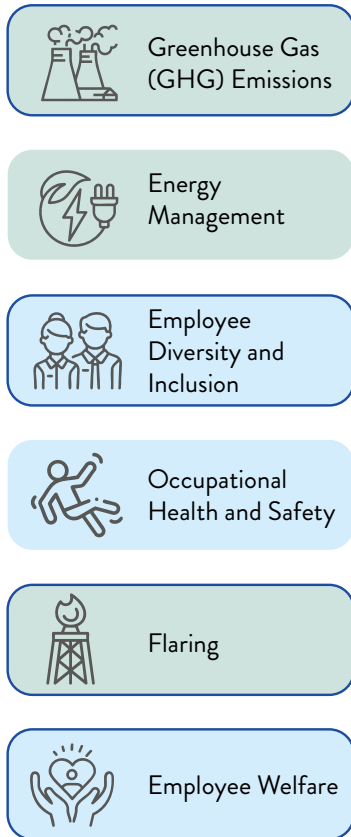 Greenhouse Gas
(GHG) Emissions
Energy
Management
Employee
Diversity and
Inclusion
Occupational
Health and Safety
Flaring
Employee Welfare